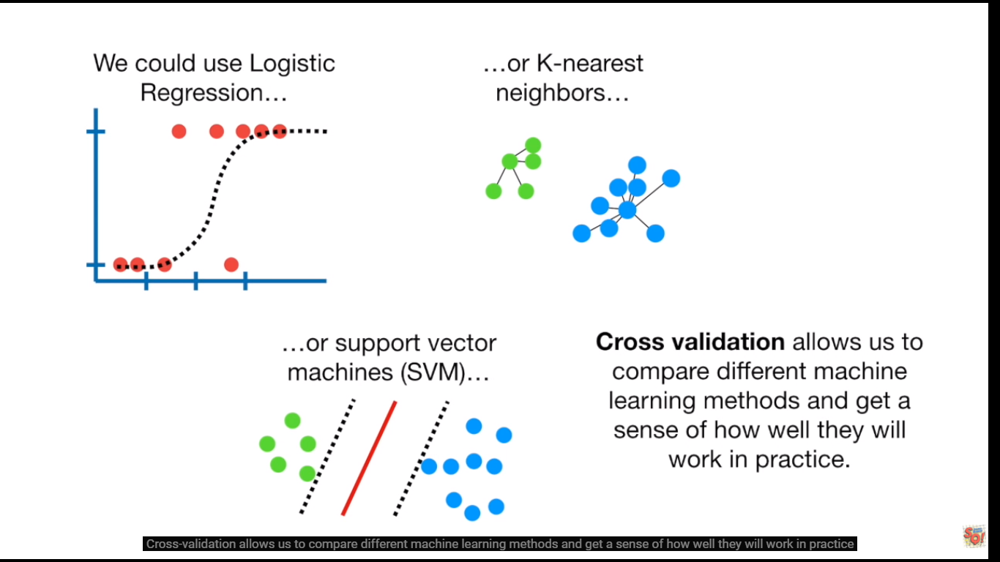 We could use Logistic
Regression…
…or K-nearest
neighbors…
…or support vector
machines (SVM)…
Cross validation allows us to
compare different machine
learning methods and get a
sense of how well they will
work in practice.
SQ!
Cross-validation allows us to compare different machine learning methods and get a sense of how well they will work in practice